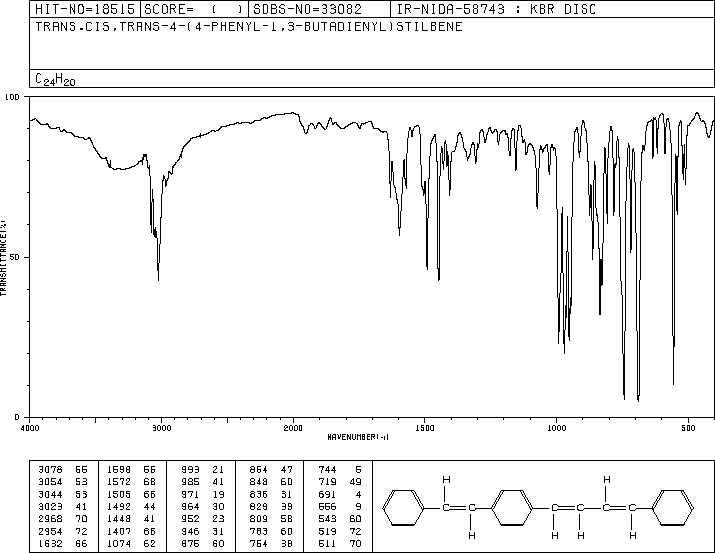 HIT-NO=18515 SCORE= ( ) SDBS-NO=33082 IR-NIDA-58743 : KBR DISC
TRANS,CIS,TRANS-4-(4-PHENYL-1,3-BUTADIENYL)STILBENE
C24H20
100
50
0
TRANSMITTANCE(%)
4000 3000 2000 1500 1000 500
WAVENUMBER(-1)
3078 66 1598 55 993 21 864 47 744 5
3054 53 1572 68 985 41 848 60 719 49
3044 53 1505 66 971 19 836 31 691 4
3023 41 1492 44 964 30 829 39 556 9
2968 70 1448 41 952 23 809 58 543 60
2954 72 1407 66 946 31 783 60 519 72
1632 66 1074 62 875 60 754 38 511 70
H H
H H H H